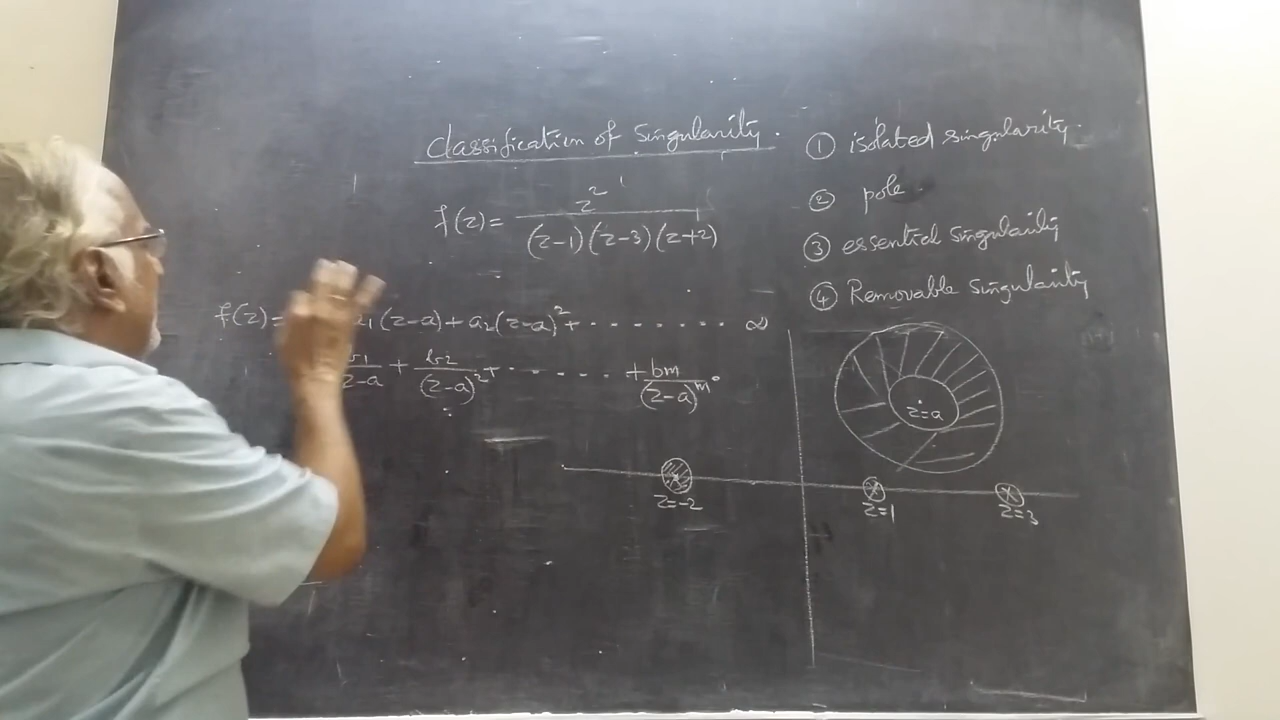 classification of Singularity.
f(z) = z² / (z-1)(z-3)(z+2)
① isolated singularity.
② pole.
③ essential singularity
④ Removable Singularity
f(z) = a₁(z-a) + a₂(z-a)² + ........ ∞
b₁/z-a + b₂/(z-a)² + ...... + bm/(z-a)ᵐ.
z=a
z=-2
z=1
z=3